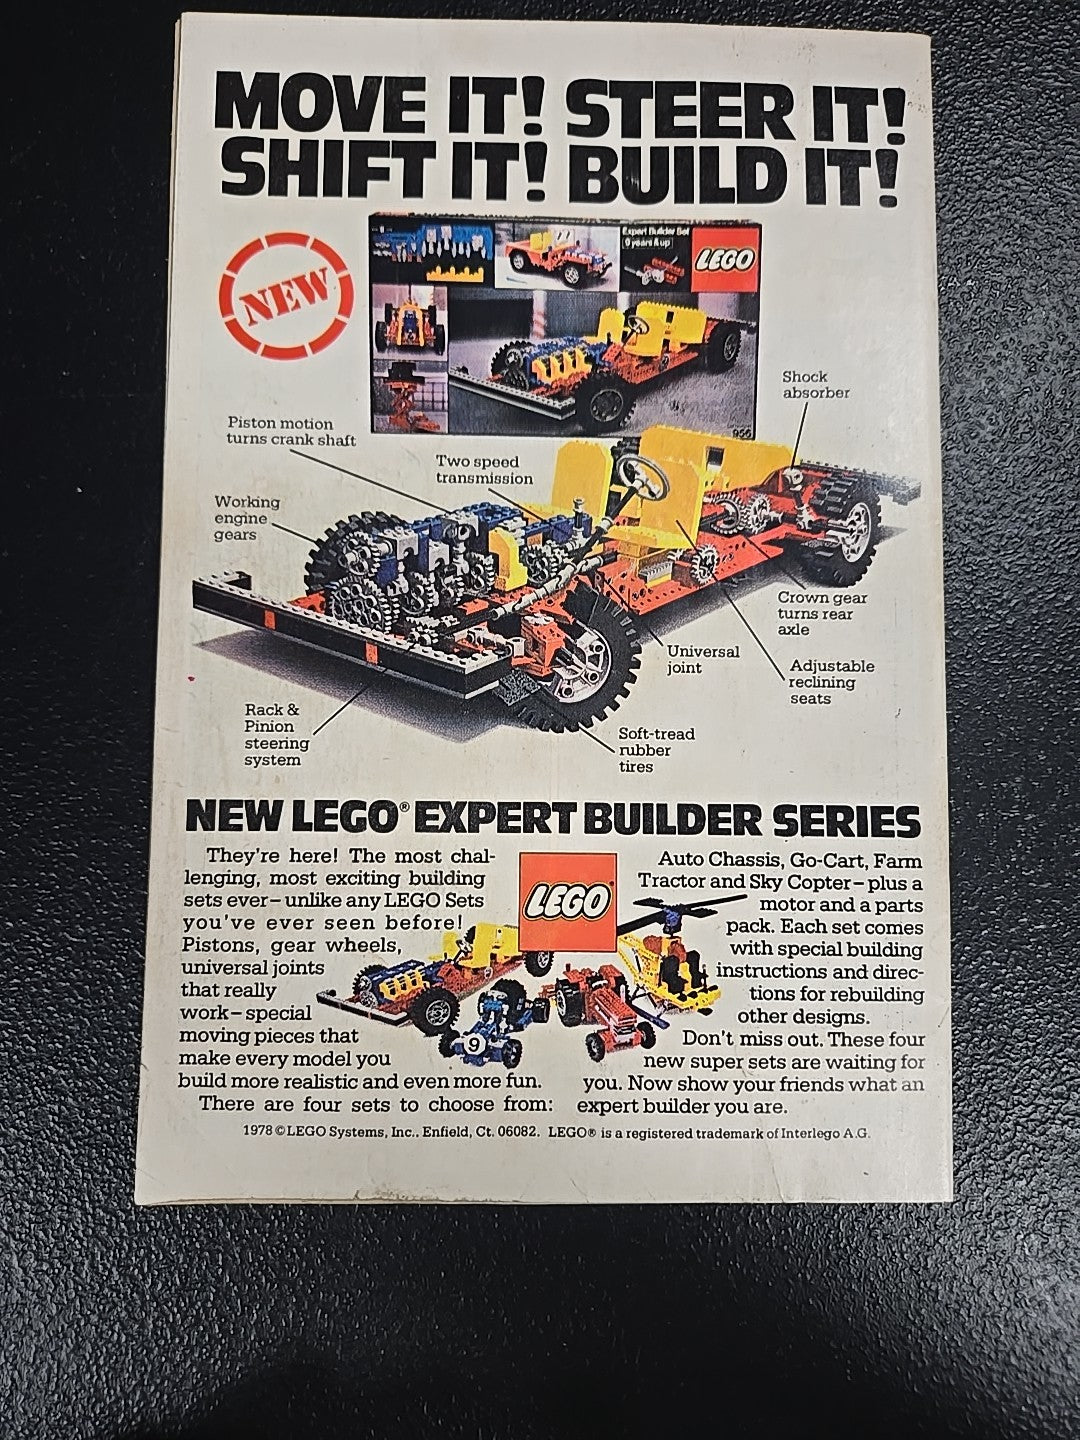 MOVE IT! STEER IT!
SHIFT IT! BUILD IT!
NEW
Expert Builder Set
9 years & up
LEGO
956
Shock
absorber
Piston motion
turns crank shaft
Two speed
transmission
Working
engine
gears
Crown gear
turns rear
axle
Universal
joint
Adjustable
reclining
seats
Rack &
Pinion
steering
system
Soft-tread
rubber
tires
NEW LEGO® EXPERT BUILDER SERIES
They're here! The most chal-
lenging, most exciting building
sets ever – unlike any LEGO Sets
you've ever seen before!
Pistons, gear wheels,
universal joints
that really
work – special
moving pieces that
make every model you
build more realistic and even more fun.
There are four sets to choose from:
LEGO®
9
Auto Chassis, Go-Cart, Farm
Tractor and Sky Copter – plus a
motor and a parts
pack. Each set comes
with special building
instructions and direc-
tions for rebuilding
other designs.
Don't miss out. These four
new super sets are waiting for
you. Now show your friends what an
expert builder you are.
1978 © LEGO Systems, Inc., Enfield, Ct. 06082. LEGO® is a registered trademark of Interlego A.G.